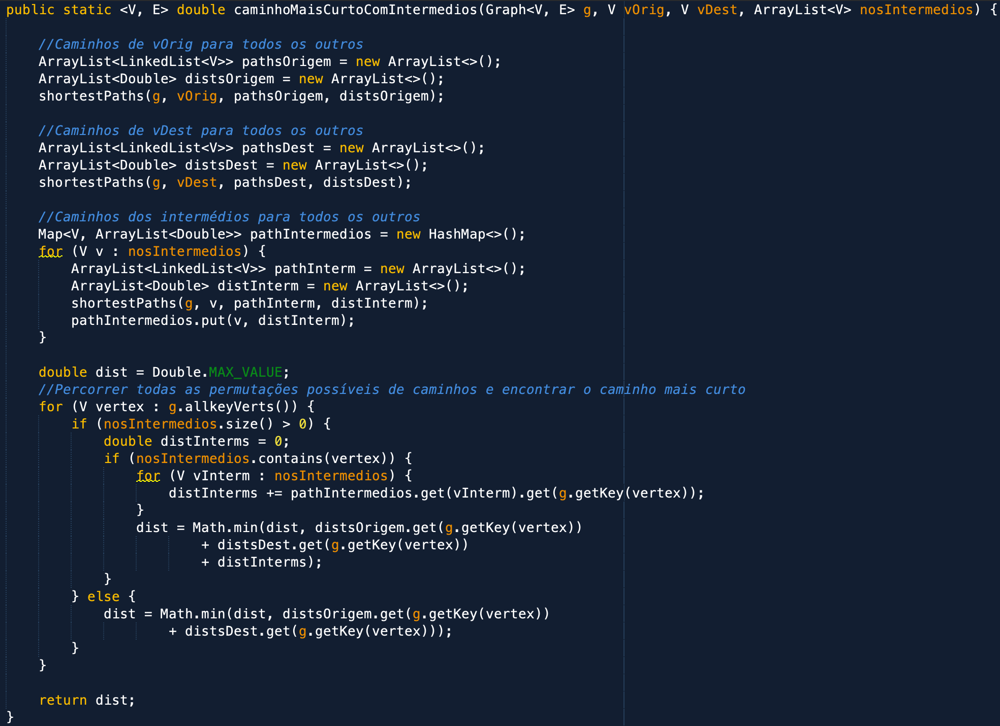 public static <V, E> double caminhoMaisCurtoComIntermedios(Graph<V, E> g, V vOrig, V vDest, ArrayList<V> nosIntermedios) {
//Caminhos de vOrig para todos os outros
ArrayList<LinkedList<V>> pathsOrigem = new ArrayList<>();
ArrayList<Double> distsOrigem = new ArrayList<>();
shortestPaths(g, vOrig, pathsOrigem, distsOrigem);
//Caminhos de vDest para todos os outros
ArrayList<LinkedList<V>> pathsDest = new ArrayList<>();
ArrayList<Double> distsDest = new ArrayList<>();
shortestPaths(g, vDest, pathsDest, distsDest);
//Caminhos dos intermédios para todos os outros
Map<V, ArrayList<Double>> pathIntermedios = new HashMap<>();
for (V v : nosIntermedios) {
ArrayList<LinkedList<V>> pathInterm = new ArrayList<>();
ArrayList<Double> distInterm = new ArrayList<>();
shortestPaths(g, v, pathInterm, distInterm);
pathIntermedios.put(v, distInterm);
}
double dist = Double.MAX_VALUE;
//Percorrer todas as permutações possíveis de caminhos e encontrar o caminho mais curto
for (V vertex : g.allkeyVerts()) {
if (nosIntermedios.size() > 0) {
double distInterms = 0;
if (nosIntermedios.contains(vertex)) {
for (V vInterm : nosIntermedios) {
distInterms += pathIntermedios.get(vInterm).get(g.getKey(vertex));
}
dist = Math.min(dist, distsOrigem.get(g.getKey(vertex))
+ distsDest.get(g.getKey(vertex))
+ distInterms);
}
} else {
dist = Math.min(dist, distsOrigem.get(g.getKey(vertex))
+ distsDest.get(g.getKey(vertex)));
}
}
return dist;
}